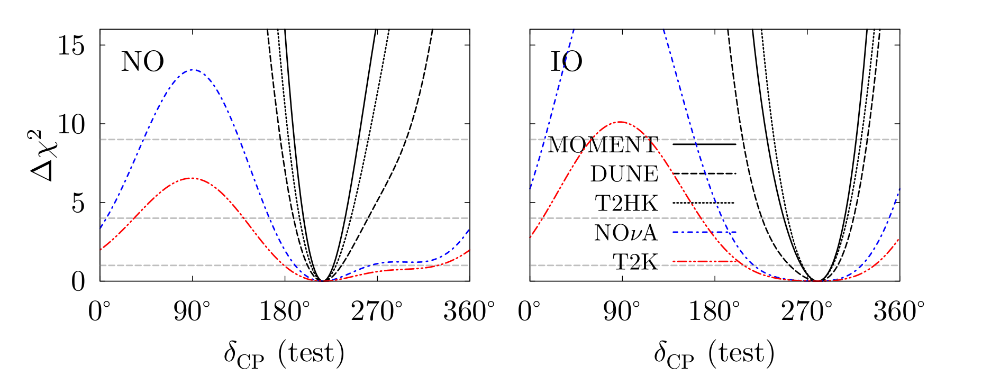 15
10
5
0
Δχ²
NO
0° 90° 180° 270° 360°
δCP (test)
IO
MOMENT
DUNE
T2HK
NOνA
T2K
0° 90° 180° 270° 360°
δCP (test)